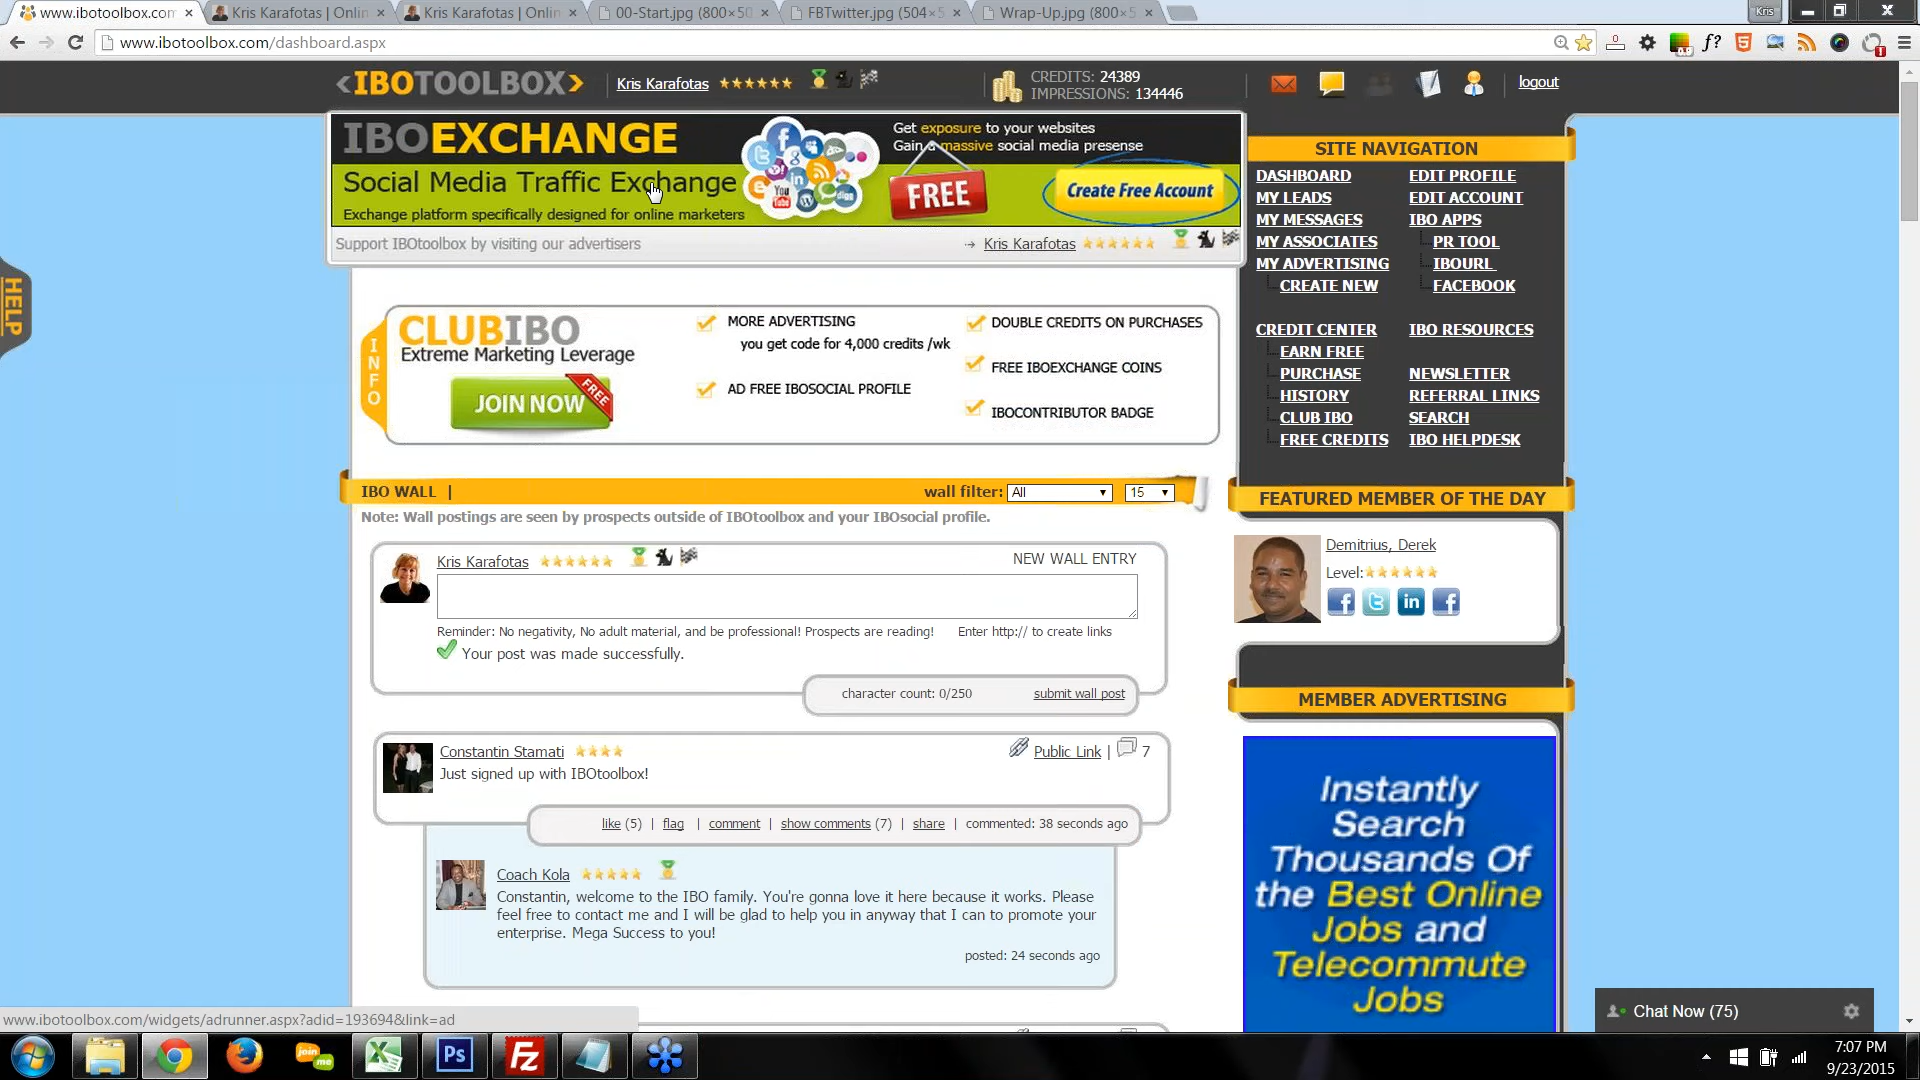 www.ibotoolbox.com
Kris Karafotas | Onlin
Kris Karafotas | Onlin
00-Start.jpg (800×50
FBTwitter.jpg (504×5
Wrap-Up.jpg (800×5
Kris
www.ibotoolbox.com/dashboard.aspx
<IBOTOOLBOX>
Kris Karafotas
CREDITS: 24389
IMPRESSIONS: 134446
logout
IBOEXCHANGE
Social Media Traffic Exchange
Exchange platform specifically designed for online marketers
Get exposure to your websites
Gain a massive social media presense
FREE
Create Free Account
Support IBOtoolbox by visiting our advertisers
Kris Karafotas
HELP
INFO
CLUBIBO
Extreme Marketing Leverage
JOIN NOW
FREE
MORE ADVERTISING
you get code for 4,000 credits /wk
AD FREE IBOSOCIAL PROFILE
DOUBLE CREDITS ON PURCHASES
FREE IBOEXCHANGE COINS
IBOCONTRIBUTOR BADGE
IBO WALL |
wall filter: All 15
Note: Wall postings are seen by prospects outside of IBOtoolbox and your IBOsocial profile.
Kris Karafotas
NEW WALL ENTRY
Reminder: No negativity, No adult material, and be professional! Prospects are reading! Enter http:// to create links
Your post was made successfully.
character count: 0/250 submit wall post
Constantin Stamati
Public Link | 7
Just signed up with IBOtoolbox!
like (5) | flag | comment | show comments (7) | share | commented: 38 seconds ago
Coach Kola
Constantin, welcome to the IBO family. You're gonna love it here because it works. Please
feel free to contact me and I will be glad to help you in anyway that I can to promote your
enterprise. Mega Success to you!
posted: 24 seconds ago
SITE NAVIGATION
DASHBOARD
MY LEADS
MY MESSAGES
MY ASSOCIATES
MY ADVERTISING
CREATE NEW
CREDIT CENTER
EARN FREE
PURCHASE
HISTORY
CLUB IBO
FREE CREDITS
EDIT PROFILE
EDIT ACCOUNT
IBO APPS
PR TOOL
IBOURL
FACEBOOK
IBO RESOURCES
NEWSLETTER
REFERRAL LINKS
SEARCH
IBO HELPDESK
FEATURED MEMBER OF THE DAY
Demitrius, Derek
Level:
MEMBER ADVERTISING
Instantly
Search
Thousands Of
the Best Online
Jobs and
Telecommute
Jobs
Chat Now (75)
www.ibotoolbox.com/widgets/adrunner.aspx?adid=193694&link=ad
7:07 PM
9/23/2015